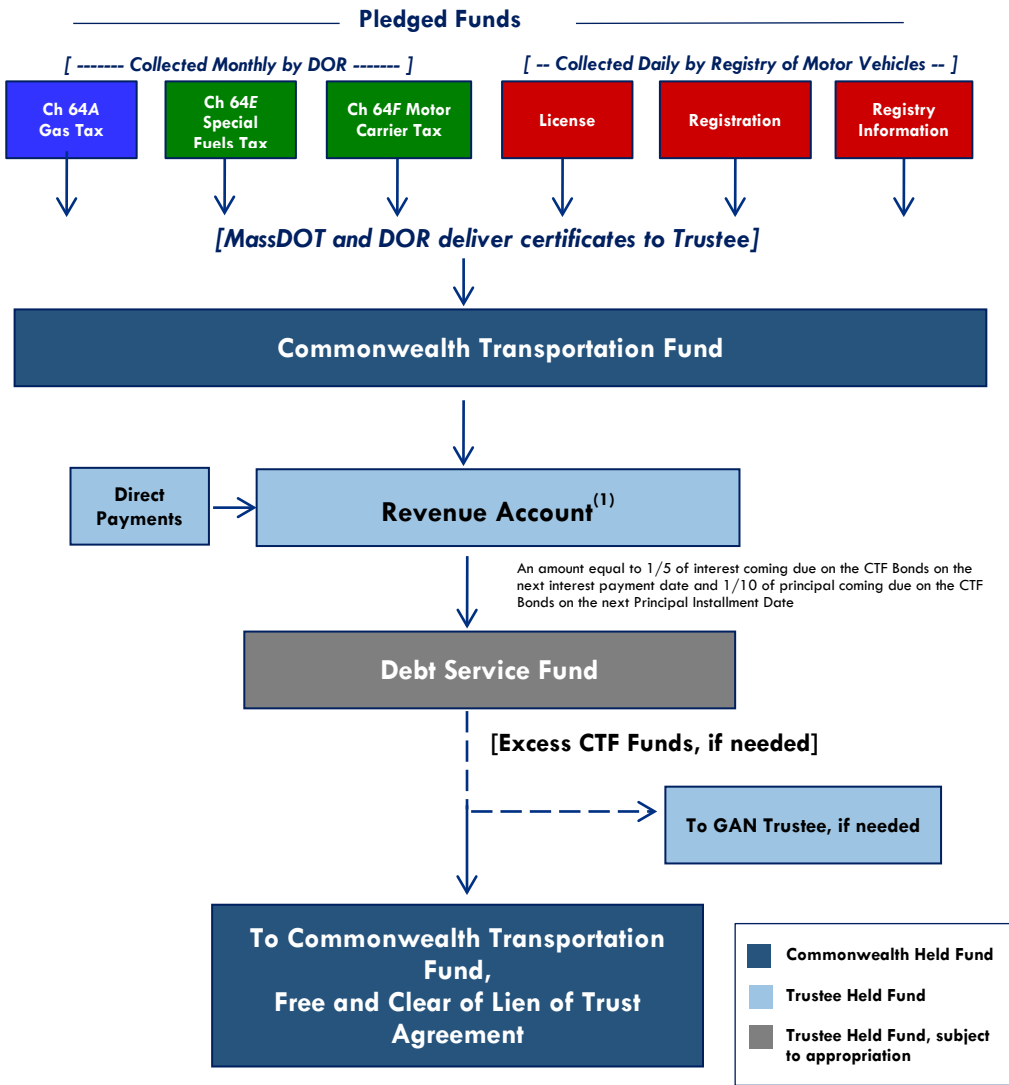 Pledged Funds
[ ------- Collected Monthly by DOR ------- ]
[ -- Collected Daily by Registry of Motor Vehicles -- ]
Ch 64A
Gas Tax
Ch 64E
Special
Fuels Tax
Ch 64F Motor
Carrier Tax
License
Registration
Registry
Information
[MassDOT and DOR deliver certificates to Trustee]
Commonwealth Transportation Fund
Direct
Payments
Revenue Account(1)
An amount equal to 1/5 of interest coming due on the CTF Bonds on the
next interest payment date and 1/10 of principal coming due on the CTF
Bonds on the next Principal Installment Date
Debt Service Fund
[Excess CTF Funds, if needed]
To GAN Trustee, if needed
To Commonwealth Transportation
Fund,
Free and Clear of Lien of Trust
Agreement
Commonwealth Held Fund
Trustee Held Fund
Trustee Held Fund, subject
to appropriation